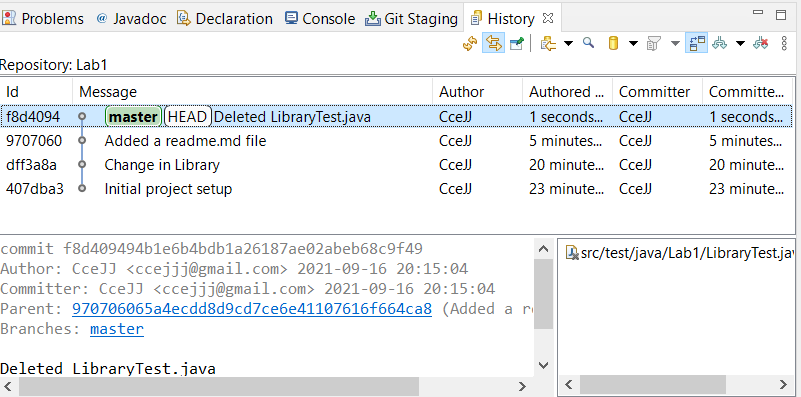 Problems @ Javadoc Declaration Console Git Staging History
Repository: Lab1
Id Message Author Authored ... Committer Committe...
f8d4094 master HEAD Deleted LibraryTest.java CceJJ 1 seconds... CceJJ 1 seconds...
9707060 Added a readme.md file CceJJ 5 minutes... CceJJ 5 minutes...
dff3a8a Change in Library CceJJ 20 minute... CceJJ 20 minute...
407dba3 Initial project setup CceJJ 23 minute... CceJJ 23 minute...
commit f8d409494b1e6b4bdb1a26187ae02abeb68c9f49
Author: CceJJ <ccejjj@gmail.com> 2021-09-16 20:15:04
Committer: CceJJ <ccejjj@gmail.com> 2021-09-16 20:15:04
Parent: 970706065a4ecdd8d9cd7ce6e41107616f664ca8 (Added a re
Branches: master
Deleted LibraryTest.java
src/test/java/Lab1/LibraryTest.jav